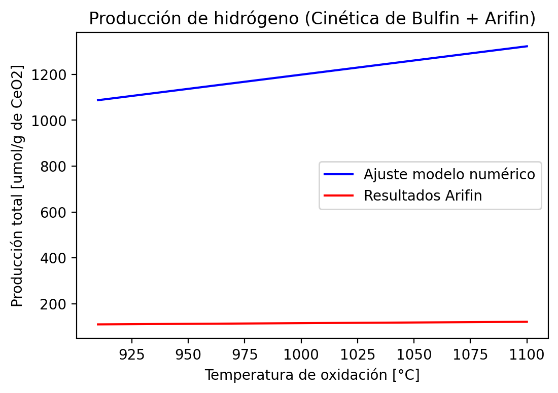 Producción de hidrógeno (Cinética de Bulfin + Arifin)
Producción total [umol/g de CeO2]
1200
1000
800
600
400
200
Ajuste modelo numérico
Resultados Arifin
925 950 975 1000 1025 1050 1075 1100
Temperatura de oxidación [°C]